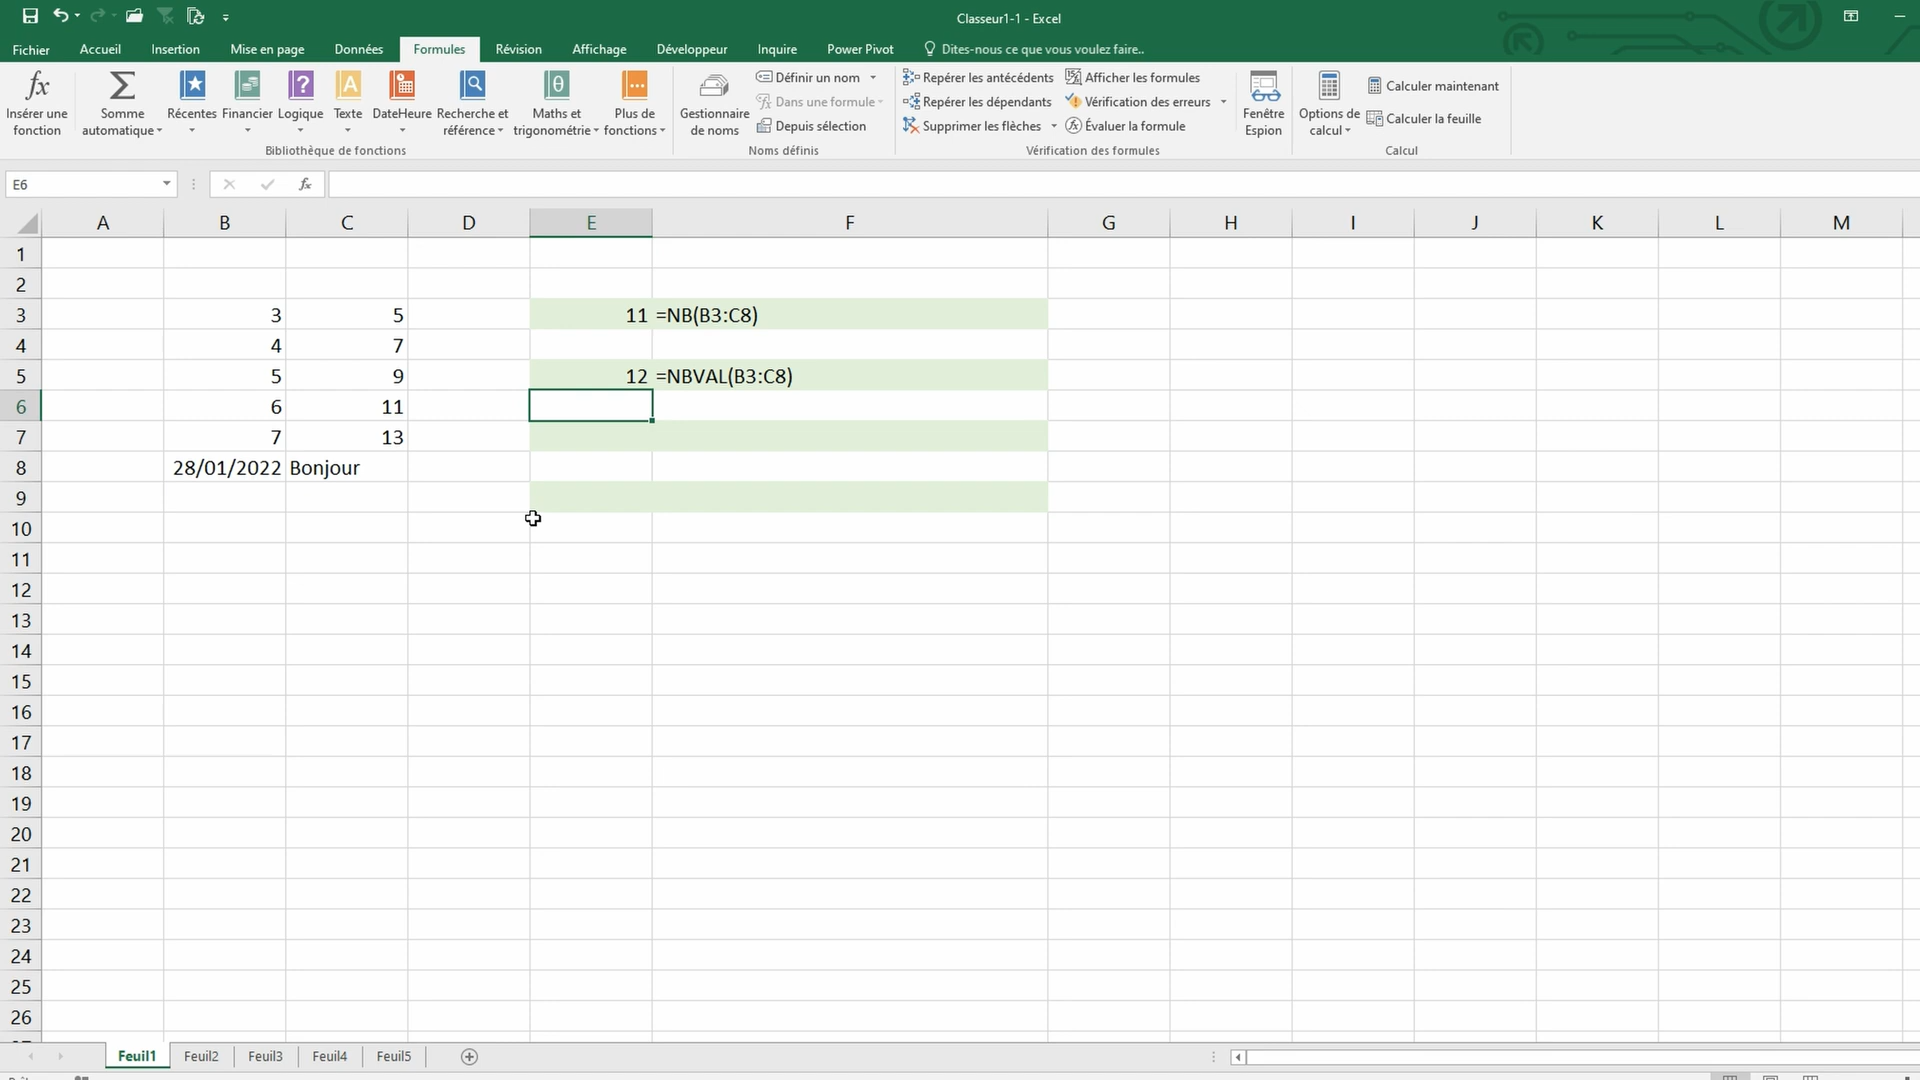 Classeur1-1 - Excel
Fichier Accueil Insertion Mise en page Données Formules Révision Affichage Développeur Inquire Power Pivot Dites-nous ce que vous voulez faire..
Insérer une fonction
Somme automatique
Récentes
Financier
Logique
Texte
DateHeure
Recherche et référence
Maths et trigonométrie
Plus de fonctions
Bibliothèque de fonctions
Gestionnaire de noms
Définir un nom
Dans une formule
Depuis sélection
Noms définis
Repérer les antécédents
Repérer les dépendants
Supprimer les flèches
Afficher les formules
Vérification des erreurs
Évaluer la formule
Vérification des formules
Fenêtre Espion
Options de calcul
Calculer maintenant
Calculer la feuille
Calcul
E6 fx
A B C D E F G H I J K L M
1
2
3 3 5 11 =NB(B3:C8)
4 4 7
5 5 9 12 =NBVAL(B3:C8)
6 6 11
7 7 13
8 28/01/2022 Bonjour
9
10
11
12
13
14
15
16
17
18
19
20
21
22
23
24
25
26
Feuil1 Feuil2 Feuil3 Feuil4 Feuil5